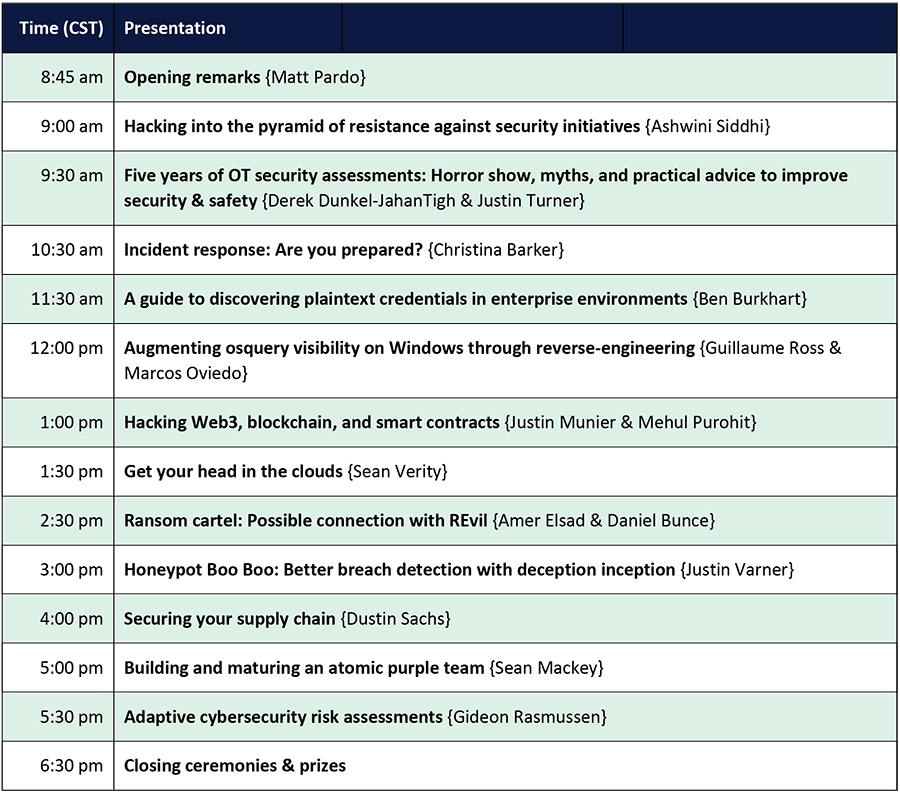 Time (CST) Presentation
8:45 am Opening remarks {Matt Pardo}
9:00 am Hacking into the pyramid of resistance against security initiatives {Ashwini Siddhi}
9:30 am Five years of OT security assessments: Horror show, myths, and practical advice to improve
security & safety {Derek Dunkel-JahanTigh & Justin Turner}
10:30 am Incident response: Are you prepared? {Christina Barker}
11:30 am A guide to discovering plaintext credentials in enterprise environments {Ben Burkhart}
12:00 pm Augmenting osquery visibility on Windows through reverse-engineering {Guillaume Ross &
Marcos Oviedo}
1:00 pm Hacking Web3, blockchain, and smart contracts {Justin Munier & Mehul Purohit}
1:30 pm Get your head in the clouds {Sean Verity}
2:30 pm Ransom cartel: Possible connection with REvil {Amer Elsad & Daniel Bunce}
3:00 pm Honeypot Boo Boo: Better breach detection with deception inception {Justin Varner}
4:00 pm Securing your supply chain {Dustin Sachs}
5:00 pm Building and maturing an atomic purple team {Sean Mackey}
5:30 pm Adaptive cybersecurity risk assessments {Gideon Rasmussen}
6:30 pm Closing ceremonies & prizes